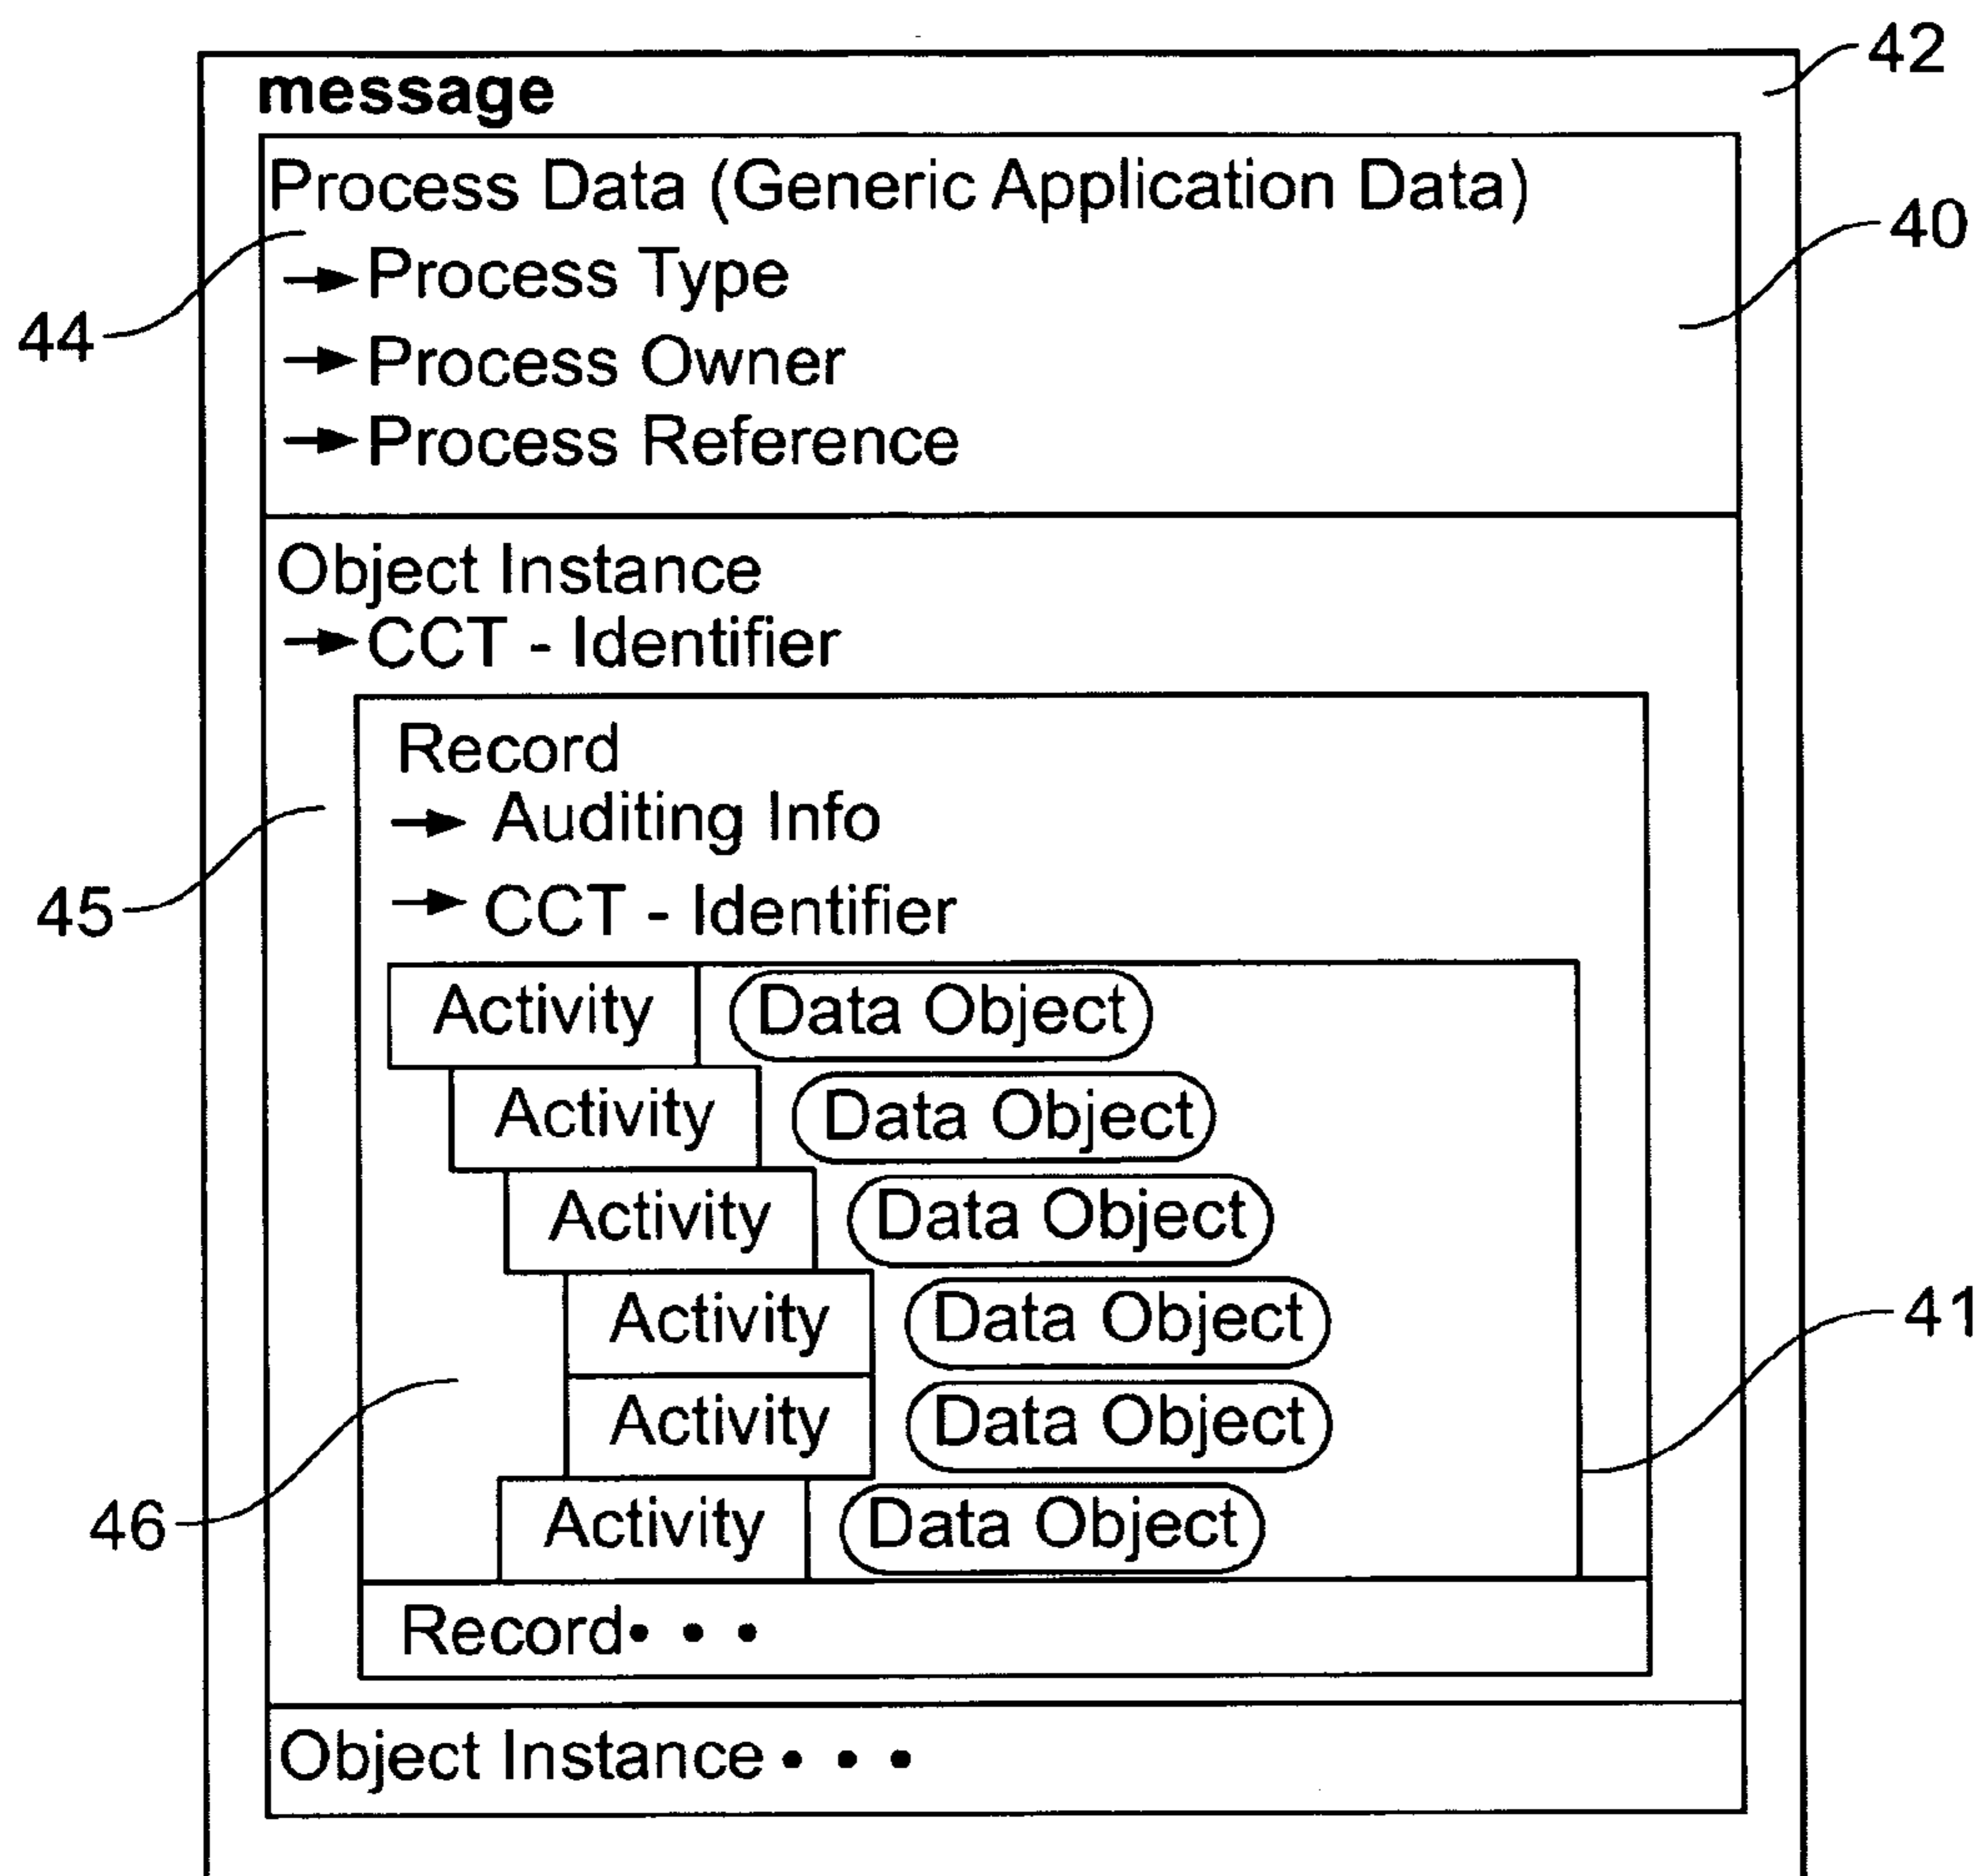 42
message
Process Data (Generic Application Data)
40
Process Type
44
Process Owner
Process Reference
Object Instance
CCT - Identifier
Record
Auditing Info
45
CCT - Identifier
Activity Data Object
Activity Data Object
Activity Data Object
Activity Data Object
41
Activity Data Object
46
Activity Data Object
Record • • •
Object Instance • • •